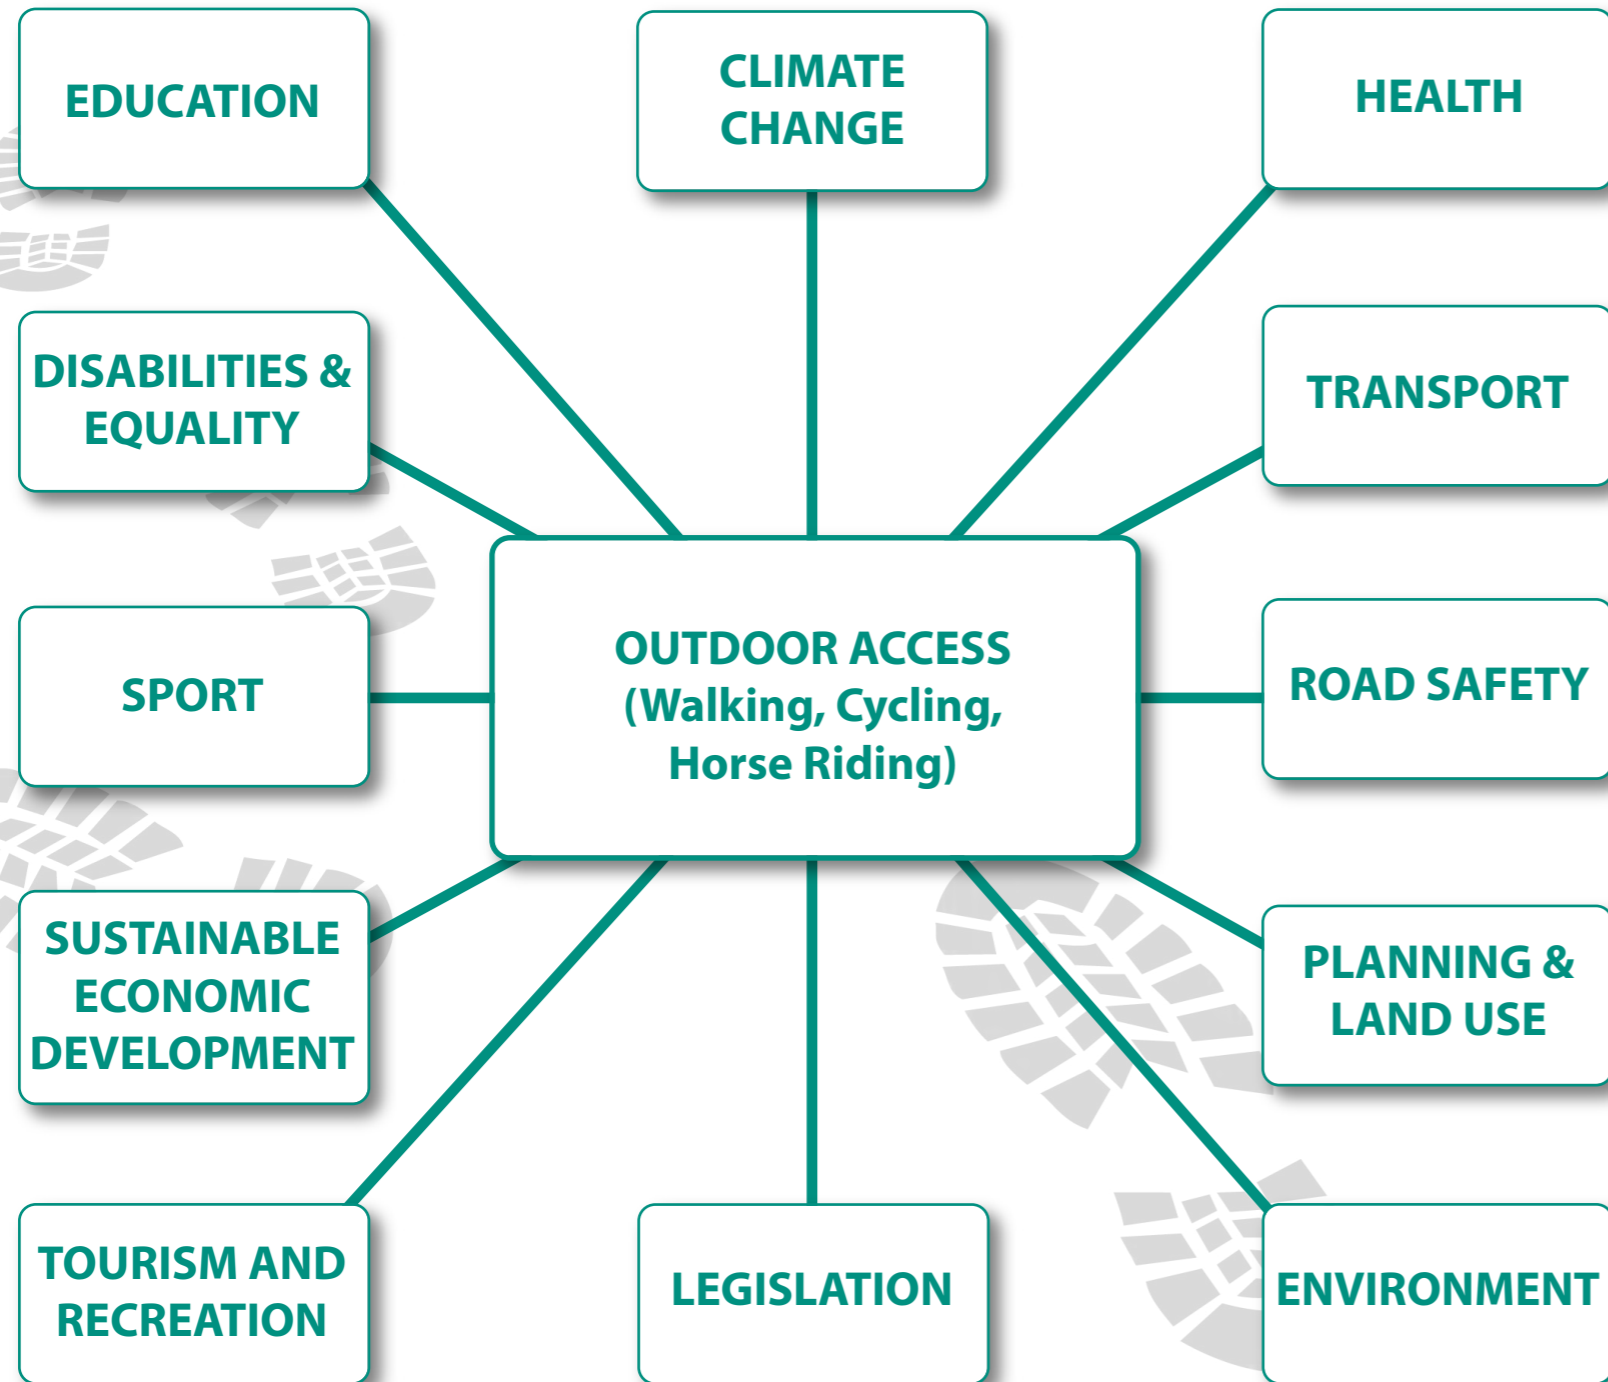 EDUCATION
CLIMATE
CHANGE
HEALTH
DISABILITIES &
EQUALITY
TRANSPORT
SPORT
OUTDOOR ACCESS
(Walking, Cycling,
Horse Riding)
ROAD SAFETY
SUSTAINABLE
ECONOMIC
DEVELOPMENT
PLANNING &
LAND USE
TOURISM AND
RECREATION
LEGISLATION
ENVIRONMENT